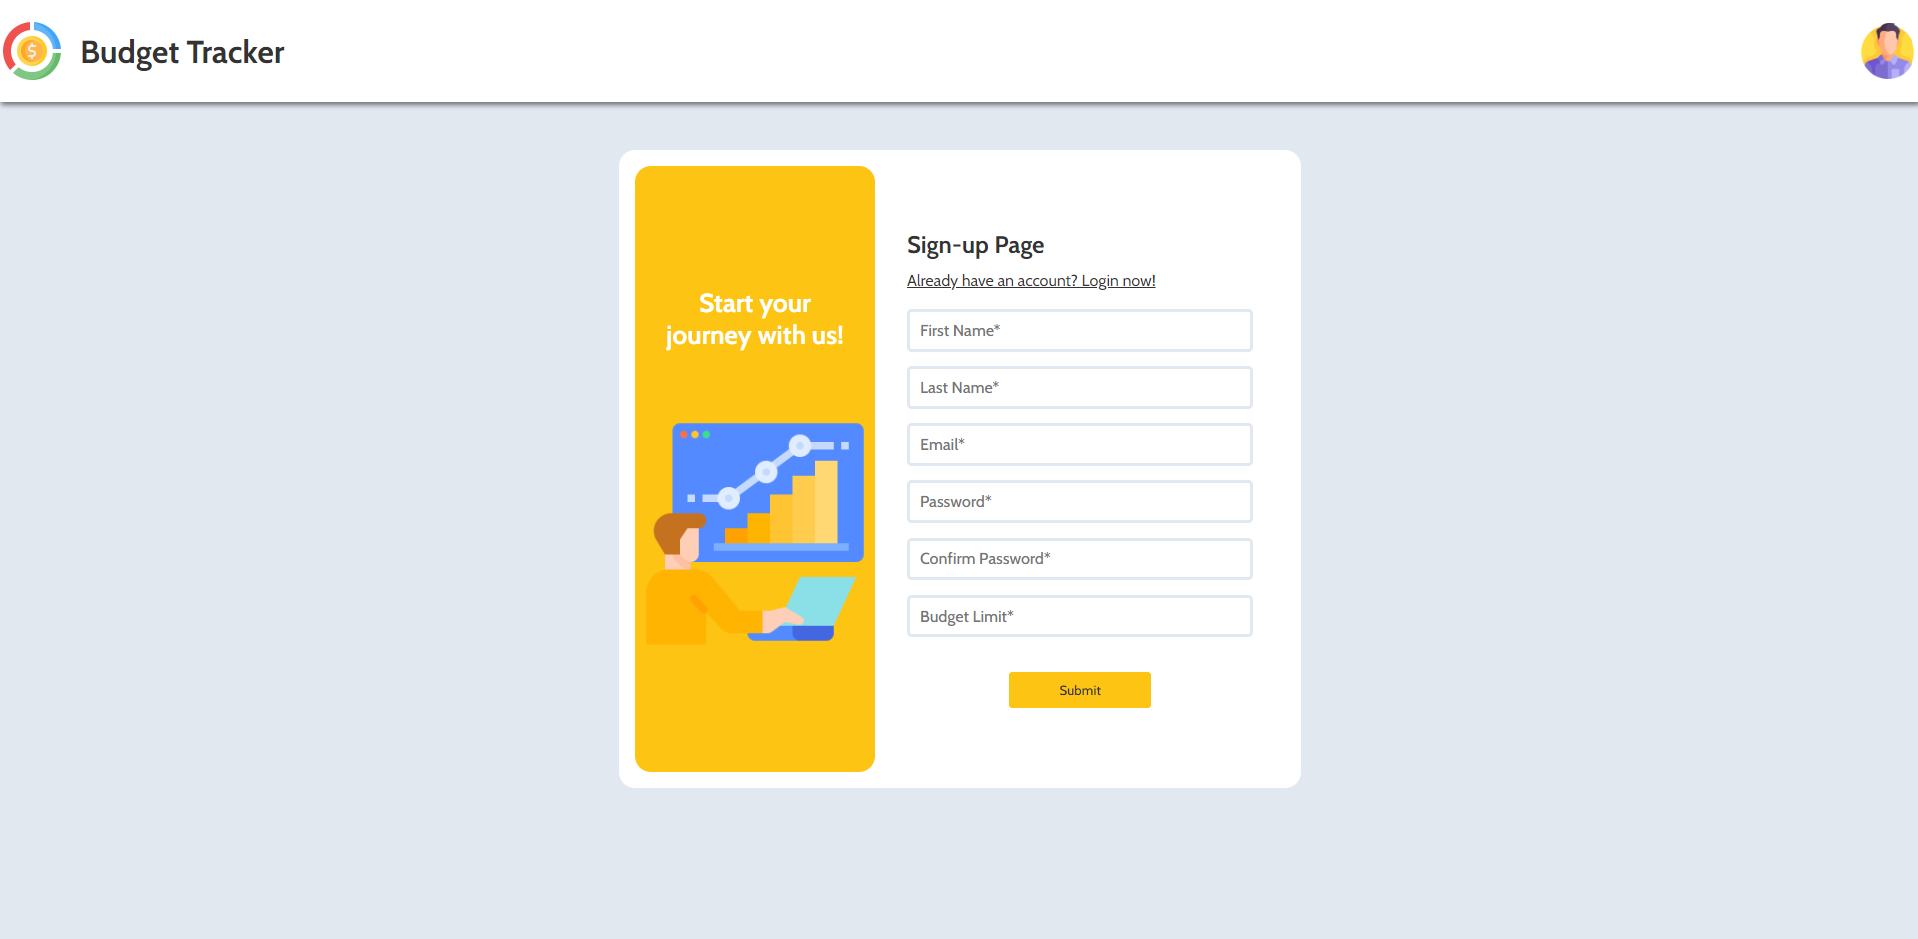 $
Budget Tracker
Start your
journey with us!
Sign-up Page
Already have an account? Login now!
First Name*
Last Name*
Email*
Password*
Confirm Password*
Budget Limit*
Submit